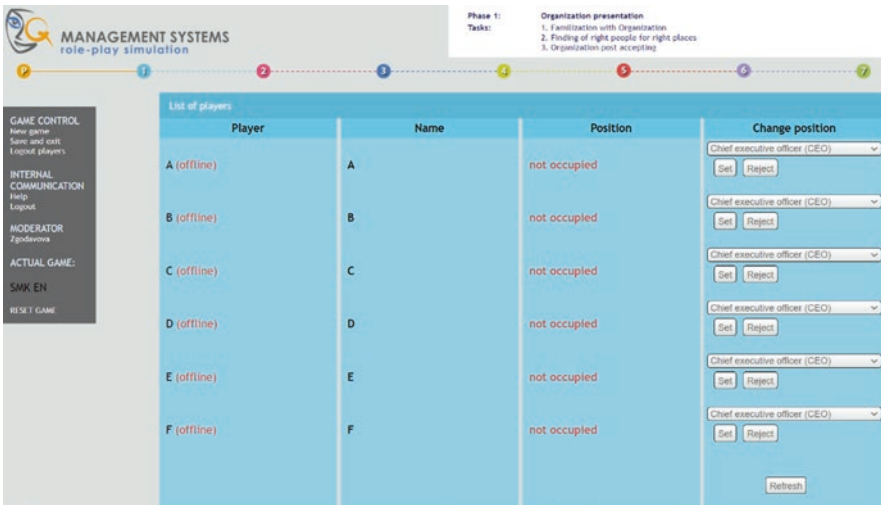 MANAGEMENT SYSTEMS
role-play simulation
Phase 1: Organization presentation
Tasks: 1. Familization with Organization
2. Finding of right people for right places
3. Organization post accepting
P 1 2 3 4 5 6 7
GAME CONTROL
New game
Save and exit
Logout players
INTERNAL
COMMUNICATION
Help
Logout
MODERATOR
Zgodavova
ACTUAL GAME:
SMK EN
RESET GAME
List of players
Player Name Position Change position
Chief executive officer (CEO)
A (offline) A not occupied Set Reject
Chief executive officer (CEO)
B (offline) B not occupied Set Reject
Chief executive officer (CEO)
C (offline) C not occupied Set Reject
Chief executive officer (CEO)
D (offline) D not occupied Set Reject
Chief executive officer (CEO)
E (offline) E not occupied Set Reject
Chief executive officer (CEO)
F (offline) F not occupied Set Reject
Refresh